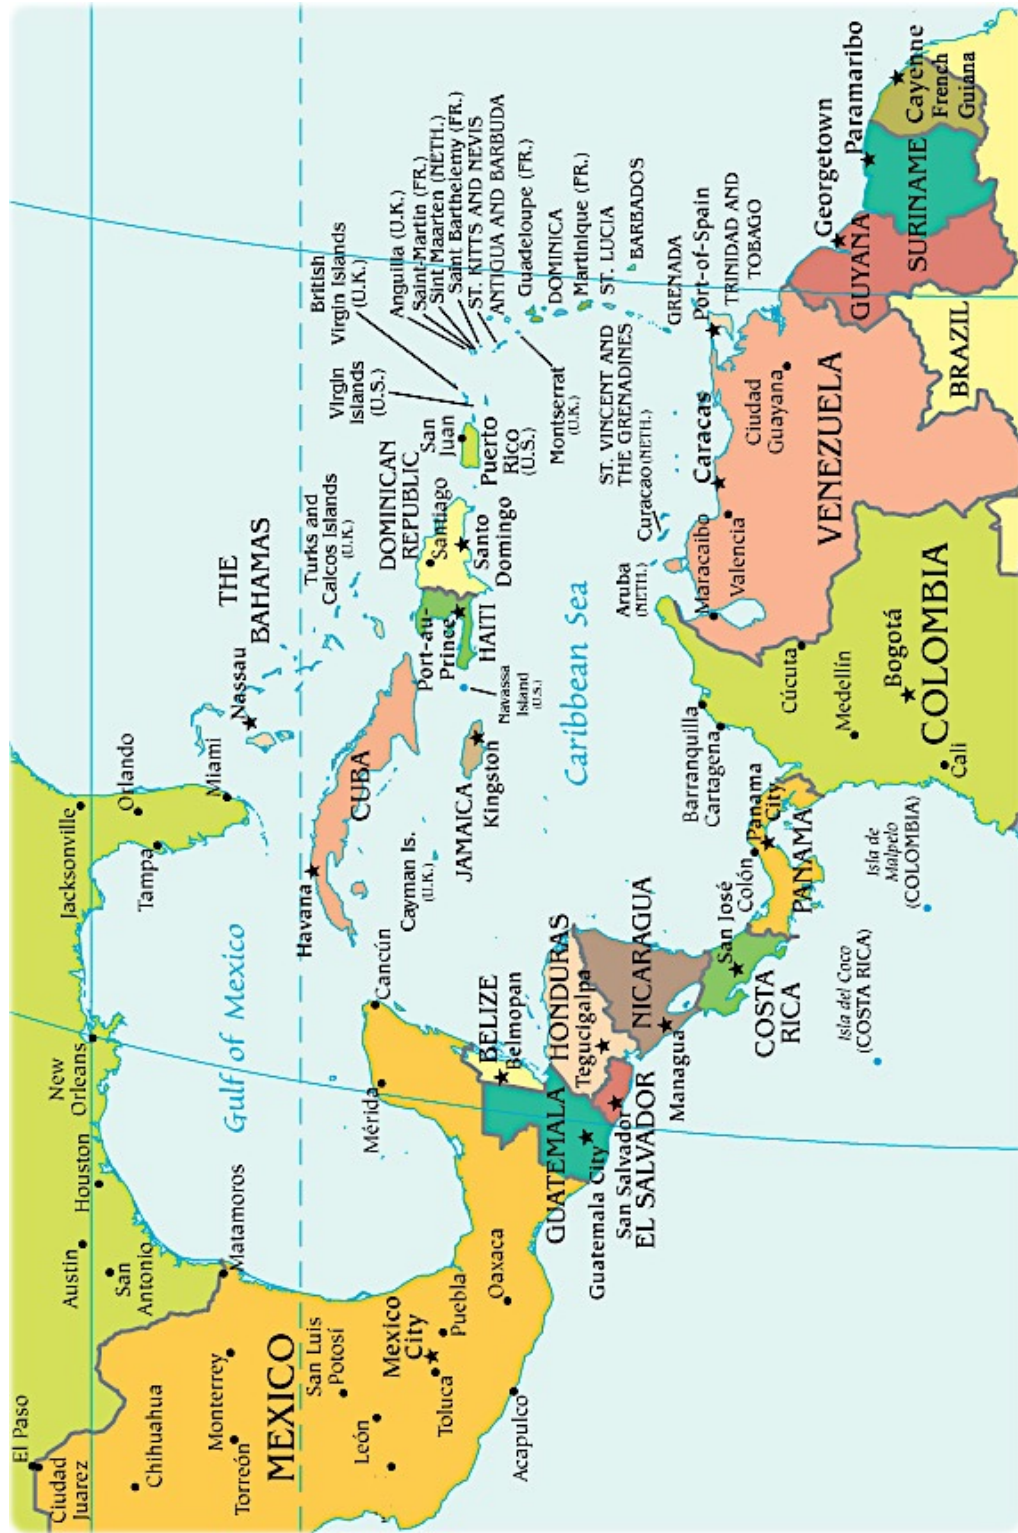 El Paso
Ciudad
Juarez
Chihuahua
Monterrey
Torreón
MEXICO
San Luis
Potosí
León
Mexico
City
Toluca
Puebla
Acapulco
Oaxaca
Austin
San
Antonio
Houston
Matamoros
New
Orleans
Gulf of Mexico
Mérida
Cancún
Jacksonville
Orlando
Tampa
Miami
Nassau
THE
BAHAMAS
Turks and
Calcos Islands
(U.K.)
Havana
CUBA
Cayman Is.
(U.K.)
JAMAICA
Kingston
Navassa
Island
(U.S.)
Port-au-
Prince
HAITI
DOMINICAN
REPUBLIC
Santiago
Santo
Domingo
San
Juan
Puerto
Rico
(U.S.)
Virgin
Islands
(U.S.)
British
Virgin Islands
(U.K.)
Anguilla (U.K.)
Saint-Martin (FR.)
Sint Maarten (NETH.)
Saint Barthelemy (FR.)
ST. KITTS AND NEVIS
ANTIGUA AND BARBUDA
Guadeloupe (FR.)
Montserrat
(U.K.)
DOMINICA
Martinique (FR.)
ST. LUCIA
BARBADOS
ST. VINCENT AND
THE GRENADINES
GRENADA
Port-of-Spain
TRINIDAD AND
TOBAGO
Caribbean Sea
Aruba
(NETH.)
Curacao (NETH.)
BELIZE
Belmopan
GUATEMALA
Guatemala City
HONDURAS
Tegucigalpa
San Salvador
EL SALVADOR
NICARAGUA
Managua
COSTA
RICA
San José
Colón
Panama
City
PANAMA
Isla del Coco
(COSTA RICA)
Isla de
Malpelo
(COLOMBIA)
Barranquilla
Cartagena
Cúcuta
Medellín
Bogotá
COLOMBIA
Cali
Maracaibo
Valencia
Caracas
Ciudad
Guayana
VENEZUELA
BRAZIL
Georgetown
GUYANA
Paramaribo
SURINAME
Cayenne
French
Guiana